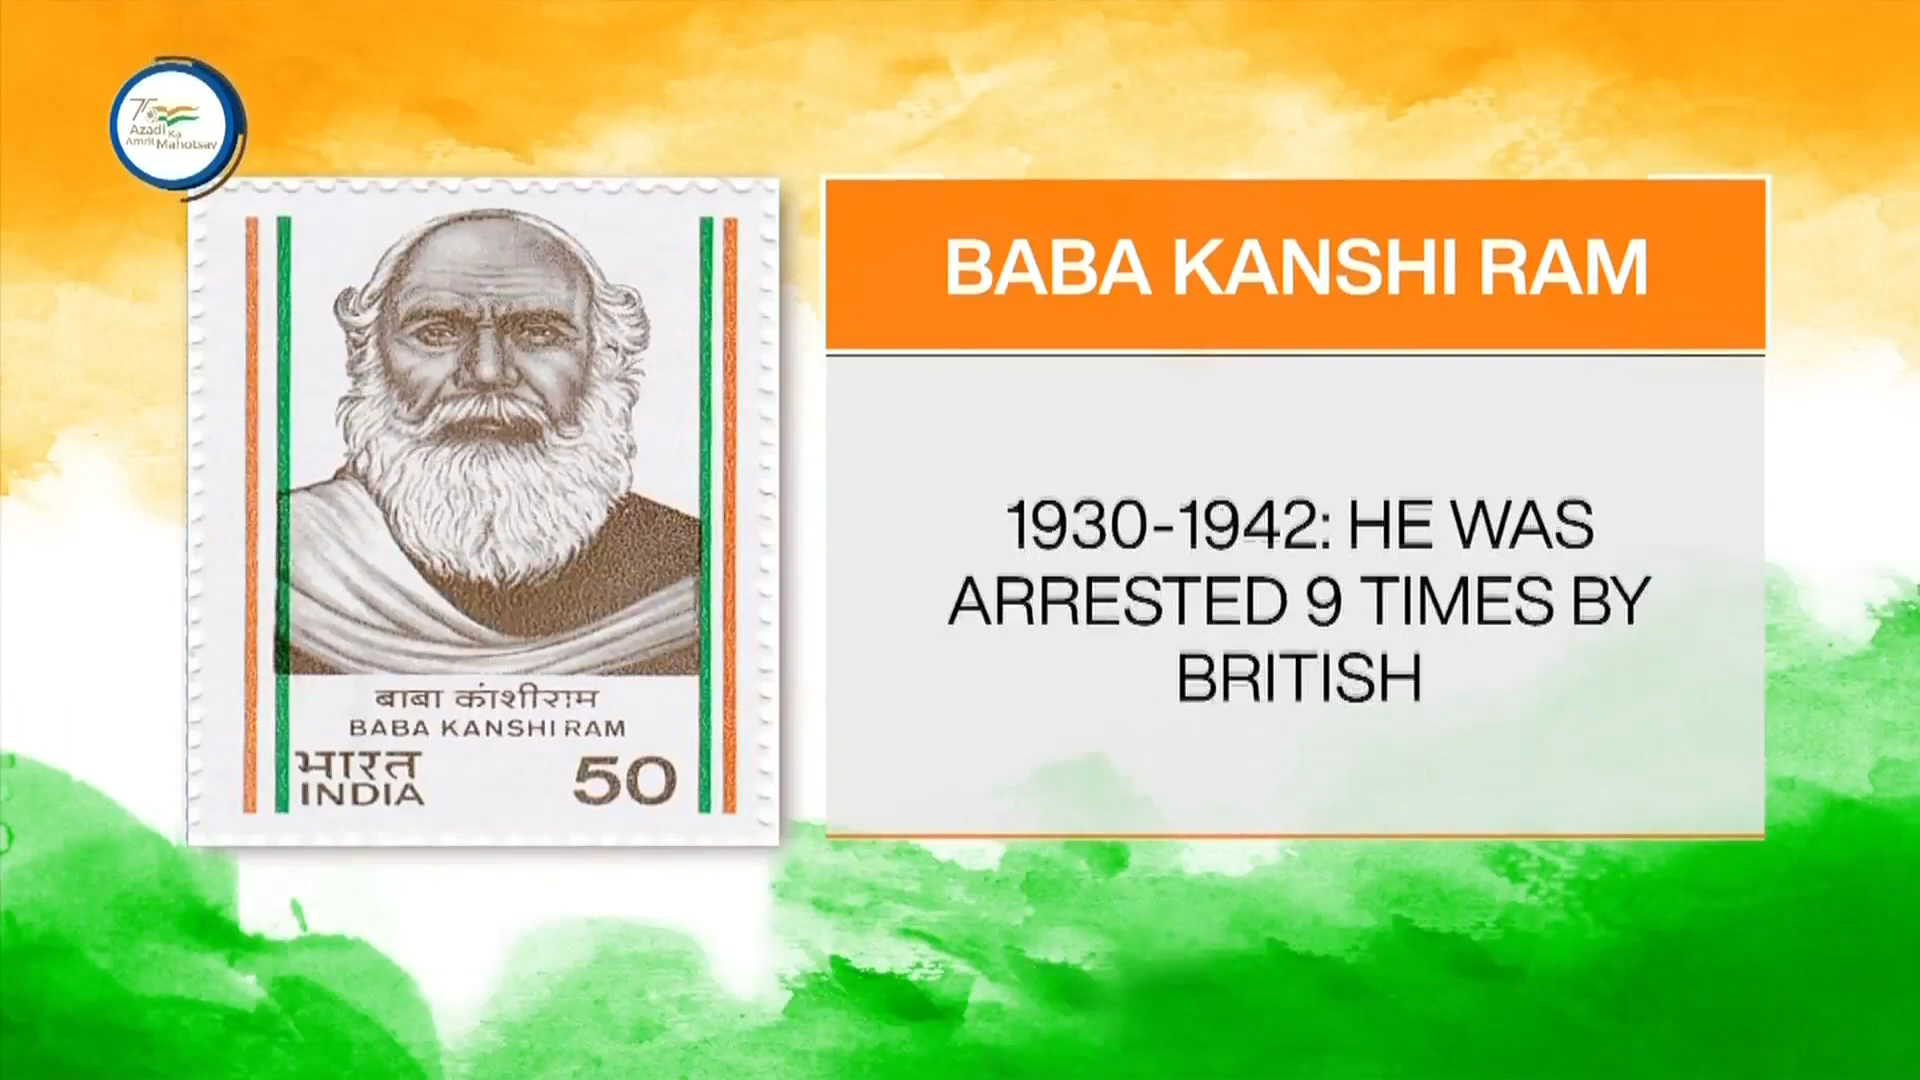 75
Azadi Ka
Amrit Mahotsav
BABA KANSHI RAM
1930-1942: HE WAS
ARRESTED 9 TIMES BY
BRITISH
बाबा कांशीराम
BABA KANSHI RAM
भारत
INDIA
50